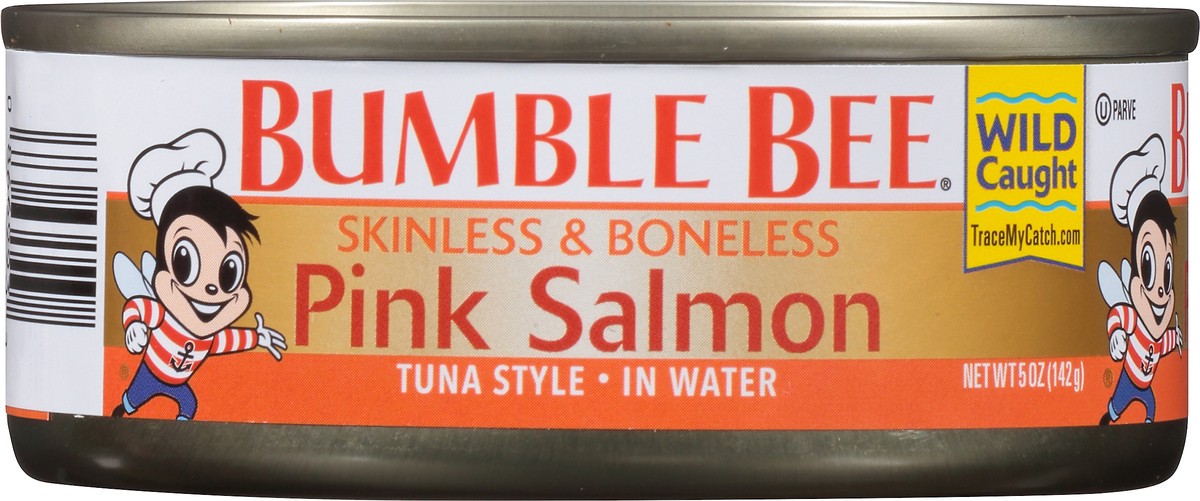 BUMBLE BEE®
WILD
Caught
TraceMyCatch.com
U PARVE
SKINLESS & BONELESS
Pink Salmon
TUNA STYLE • IN WATER
NET WT 5 OZ (142g)